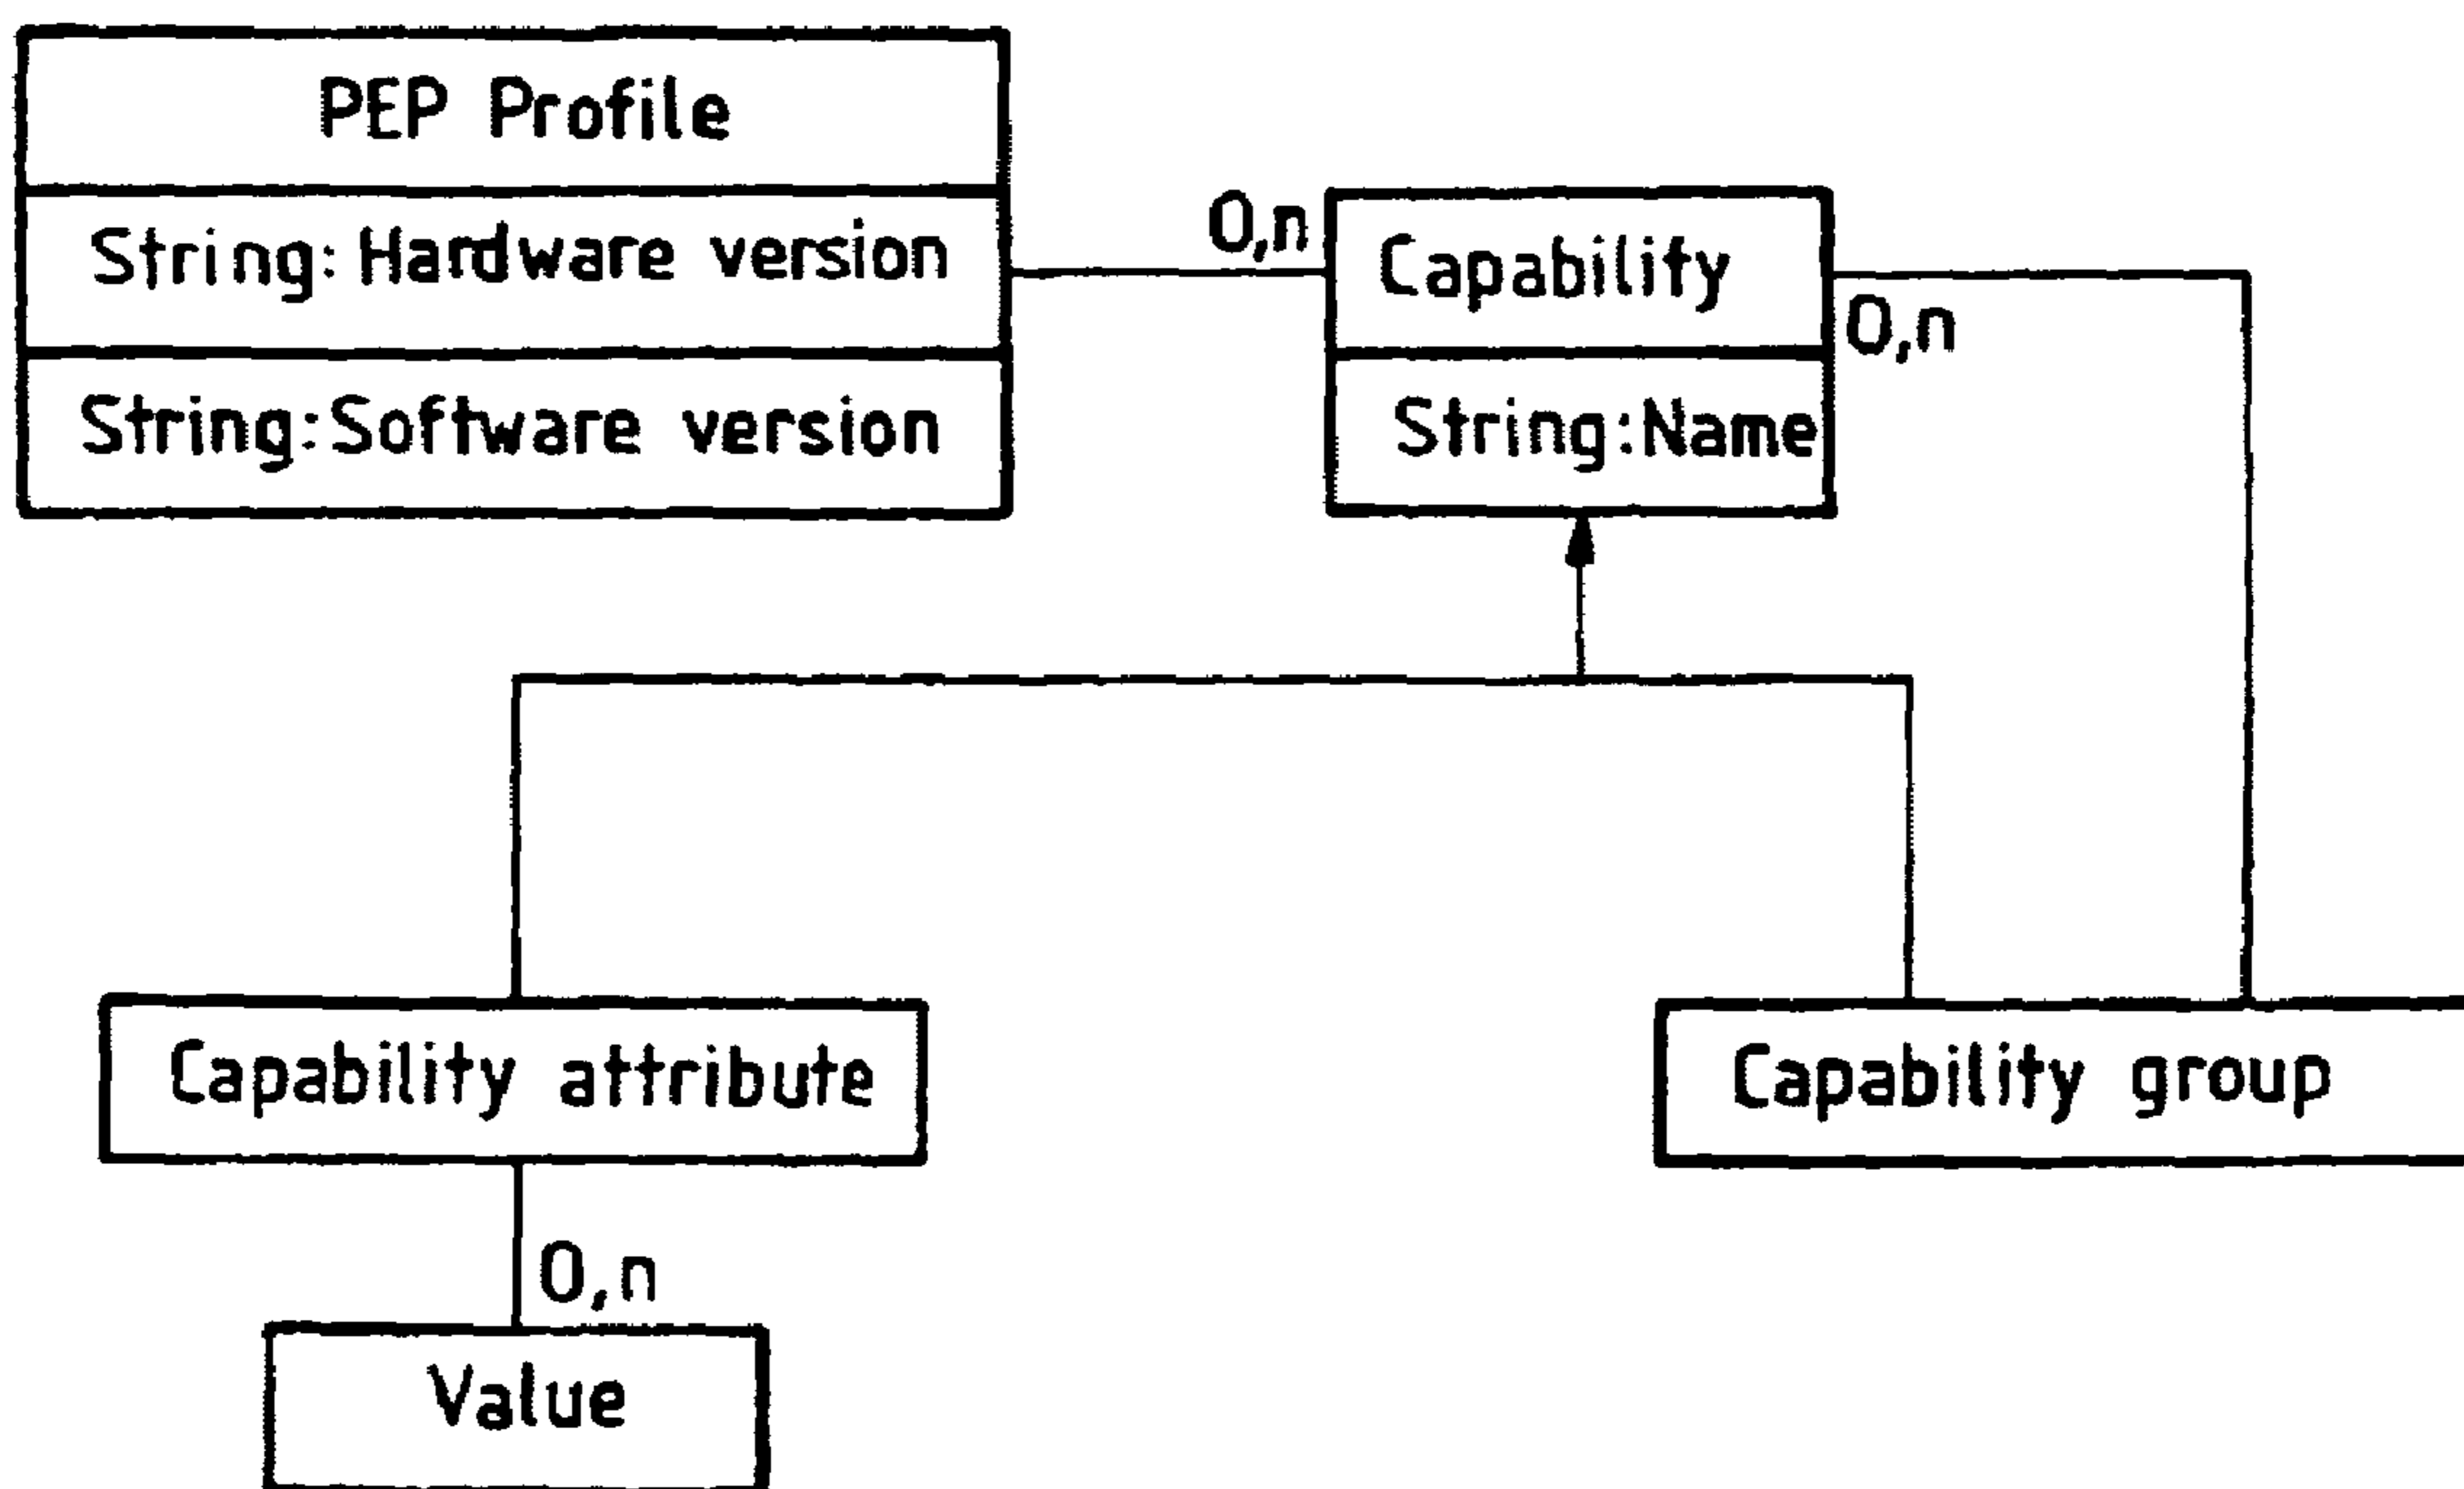 PEP Profile
String: Hardware version
String:Software version
0,n
Capability
0,n
String:Name
Capability attribute
Capability group
0,n
Value